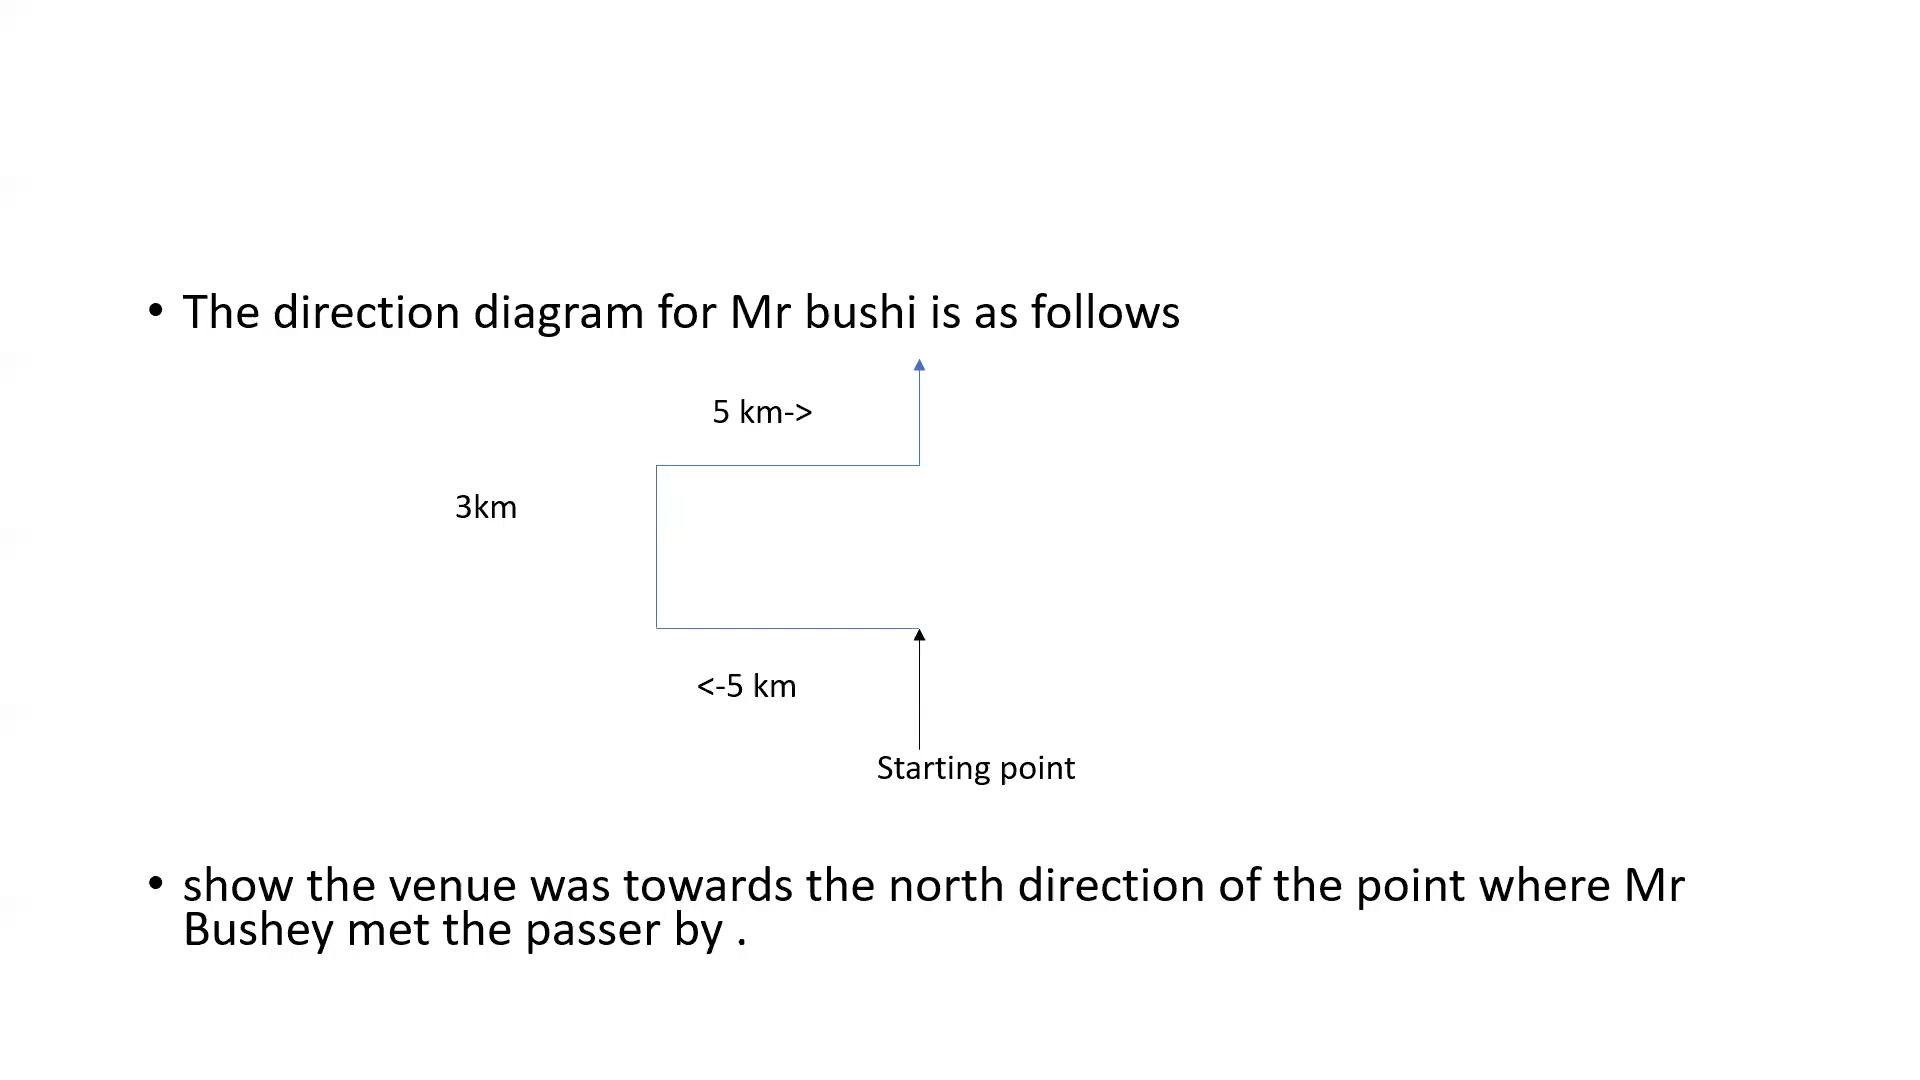 • The direction diagram for Mr bushi is as follows
5 km->
3km
<-5 km
Starting point
• show the venue was towards the north direction of the point where Mr
Bushey met the passer by .